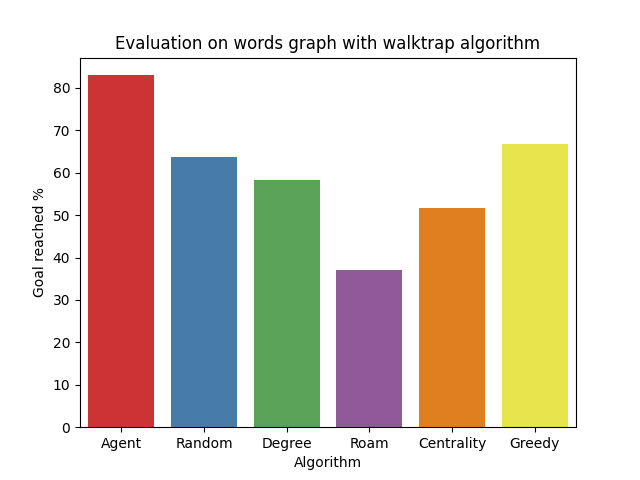 Evaluation on words graph with walktrap algorithm
Goal reached %
80
70
60
50
40
30
20
10
0
Agent Random Degree Roam Centrality Greedy
Algorithm